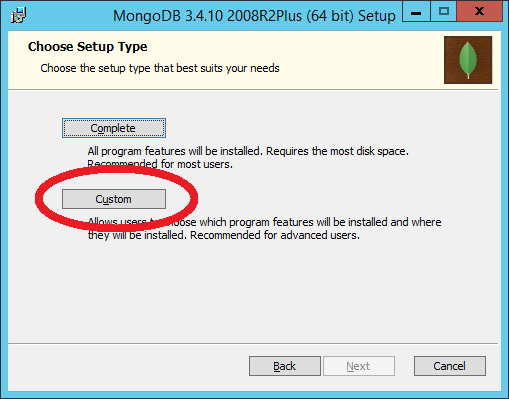 MongoDB 3.4.10 2008R2Plus (64 bit) Setup
Choose Setup Type
Choose the setup type that best suits your needs
Complete
All program features will be installed. Requires the most disk space.
Recommended for most users.
Custom
Allows users to choose which program features will be installed and where
they will be installed. Recommended for advanced users.
Back
Next
Cancel